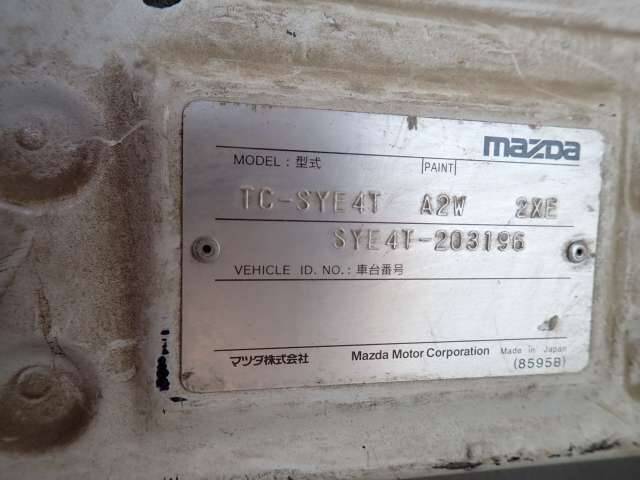 mazda
MODEL : 型式 PAINT
TC-SYE4T A2W 2XE
SYE4T-203196
VEHICLE ID. NO. : 車台番号
マツダ株式会社 Mazda Motor Corporation Made in Japan
(8595B)